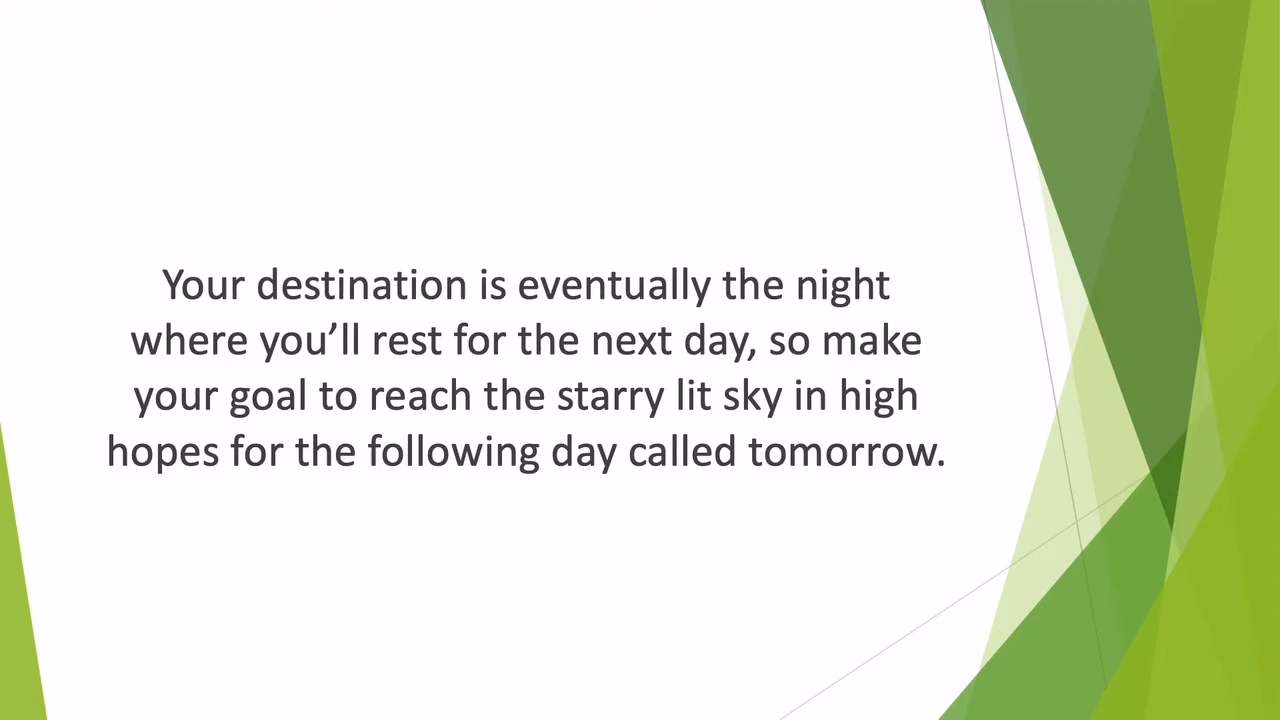 Your destination is eventually the night
where you’ll rest for the next day, so make
your goal to reach the starry lit sky in high
hopes for the following day called tomorrow.